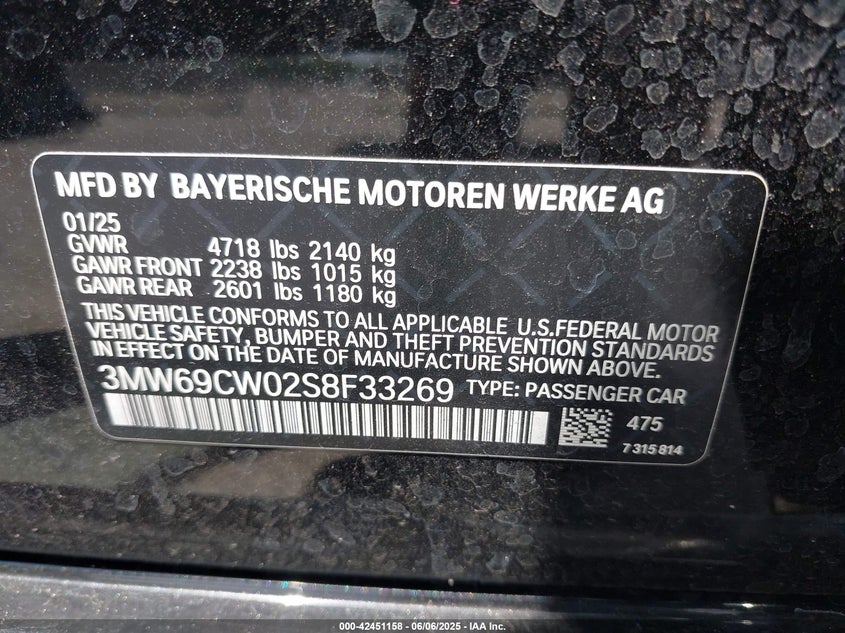 MFD BY BAYERISCHE MOTOREN WERKE AG
01/25
GVWR 4718 lbs 2140 kg
GAWR FRONT 2238 lbs 1015 kg
GAWR REAR 2601 lbs 1180 kg
THIS VEHICLE CONFORMS TO ALL APPLICABLE U.S.FEDERAL MOTOR
VEHICLE SAFETY, BUMPER AND THEFT PREVENTION STANDARDS
IN EFFECT ON THE DATE OF MANUFACTURE SHOWN ABOVE.
3MW69CW02S8F33269 TYPE: PASSENGER CAR
475
7 315 814
000-42451158 - 06/06/2025 - IAA Inc.